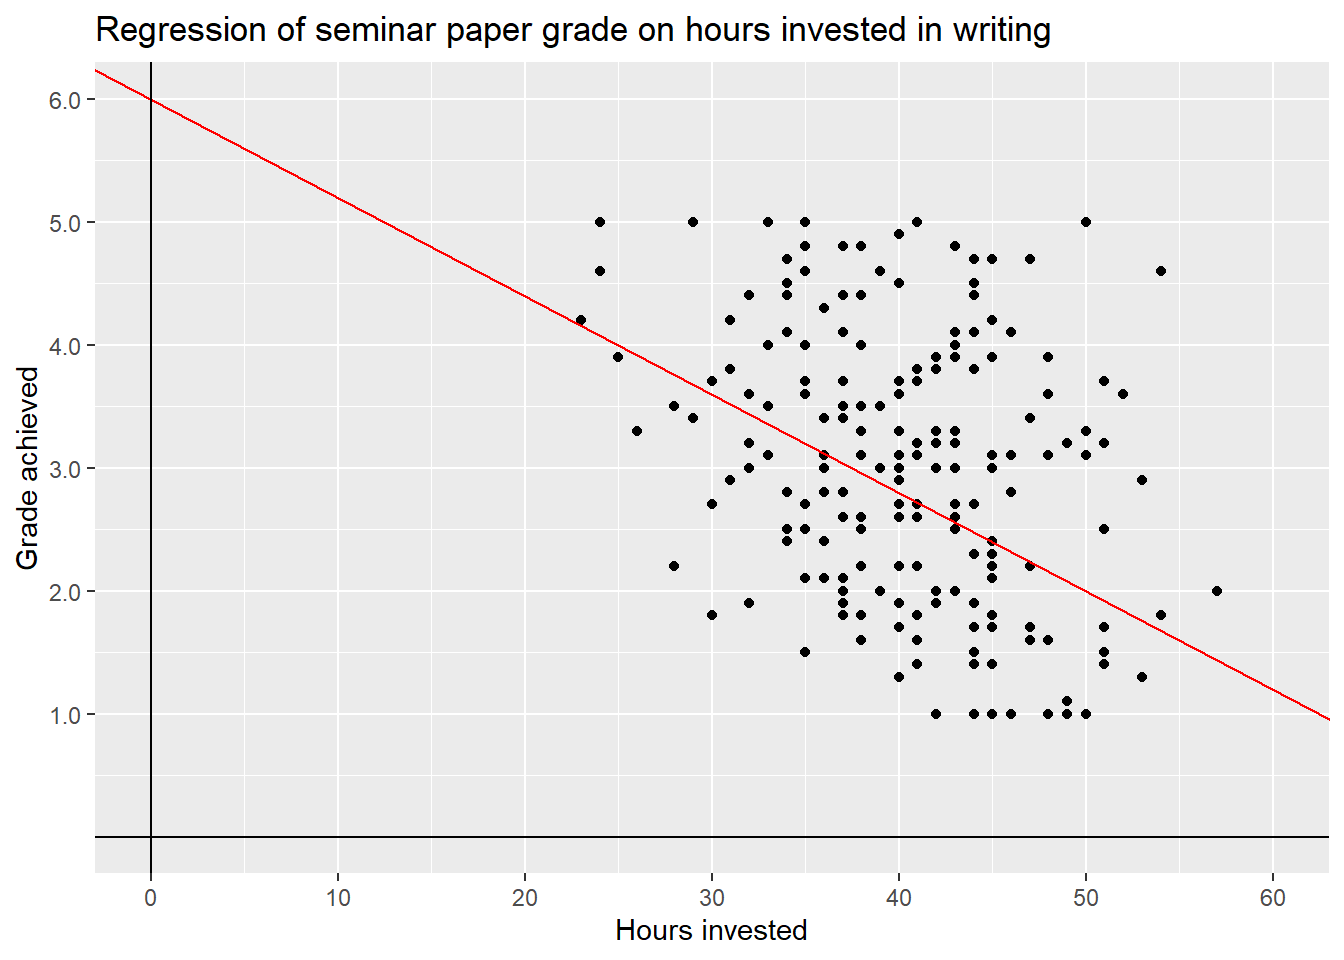 Regression of seminar paper grade on hours invested in writing
6.0
5.0
4.0
3.0
2.0
1.0
Grade achieved
0 10 20 30 40 50 60
Hours invested